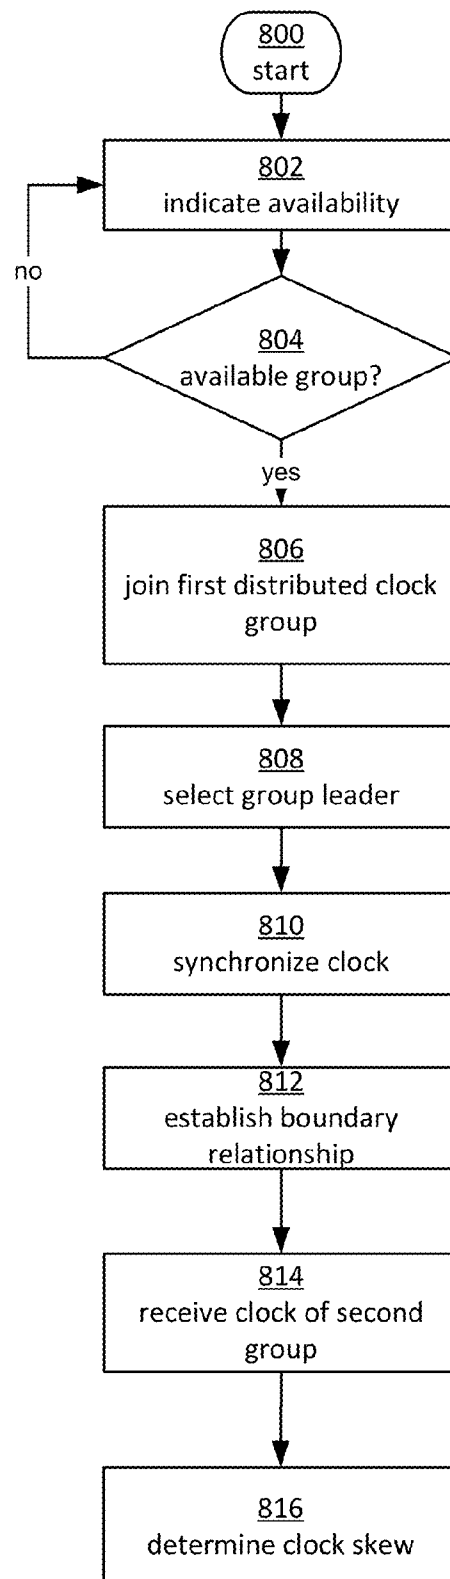 800
start
802
indicate availability
no
804
available group?
yes
806
join first distributed clock
group
808
select group leader
810
synchronize clock
812
establish boundary
relationship
814
receive clock of second
group
816
determine clock skew